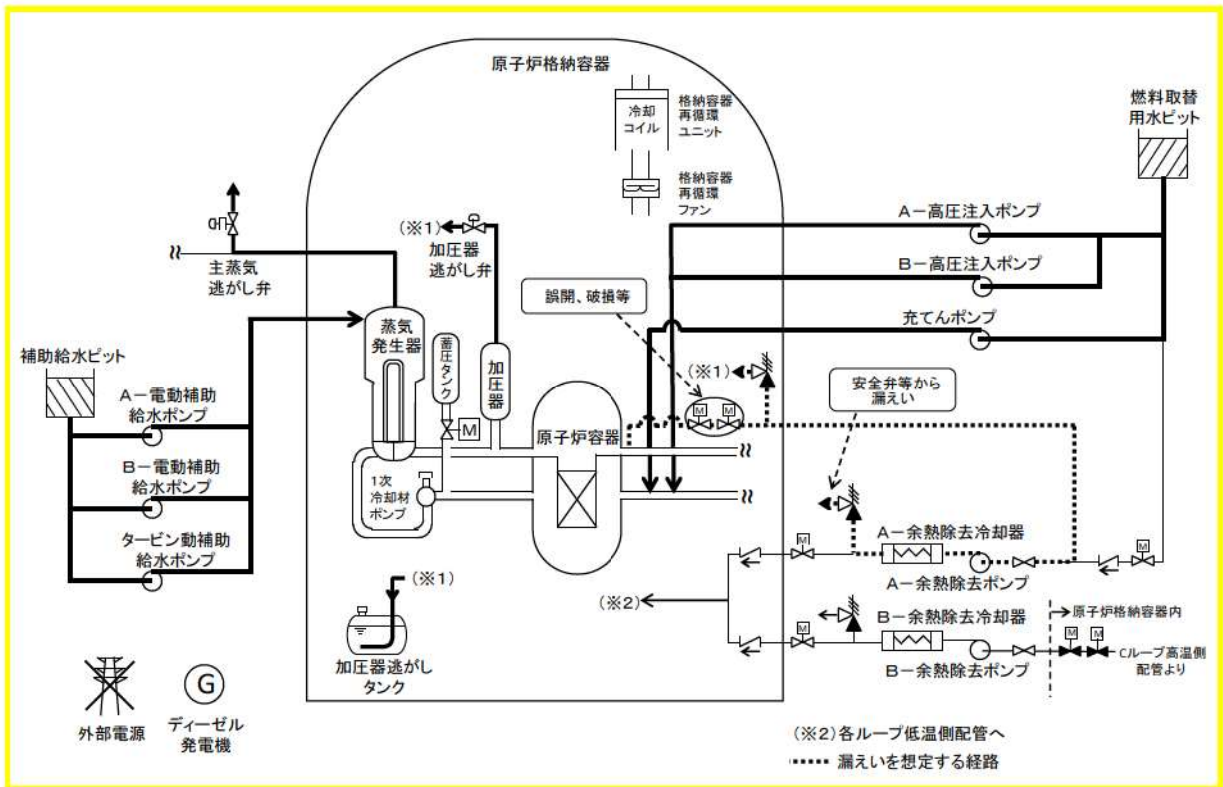 原子炉格納容器
冷却
コイル
格納容器
再循環
ユニット
格納容器
再循環
ファン
燃料取替
用水ピット
A-高圧注入ポンプ
B-高圧注入ポンプ
充てんポンプ
(※1)
加圧器
逃がし弁
主蒸気
逃がし弁
誤開、破損等
蒸気
発生器
蓄圧タンク
加圧器
M
(※1)
M
M
安全弁等から
漏えい
補助給水ピット
A-電動補助
給水ポンプ
B-電動補助
給水ポンプ
タービン動補助
給水ポンプ
原子炉容器
1次
冷却材
ポンプ
A-余熱除去冷却器
M
M
A-余熱除去ポンプ
(※1)
(※2)
B-余熱除去冷却器
M
B-余熱除去ポンプ
原子炉格納容器内
M
M
Cループ高温側
配管より
加圧器逃がし
タンク
外部電源
G
ディーゼル
発電機
(※2)各ループ低温側配管へ
漏えいを想定する経路